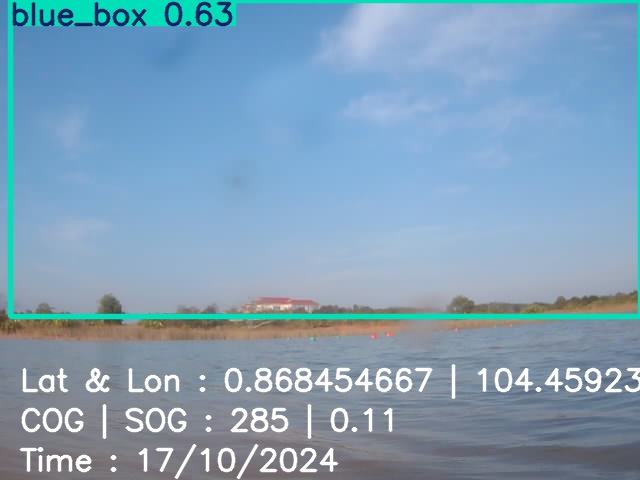 blue_box 0.63
Lat & Lon : 0.868454667 | 104.45923
COG | SOG : 285 | 0.11
Time : 17/10/2024